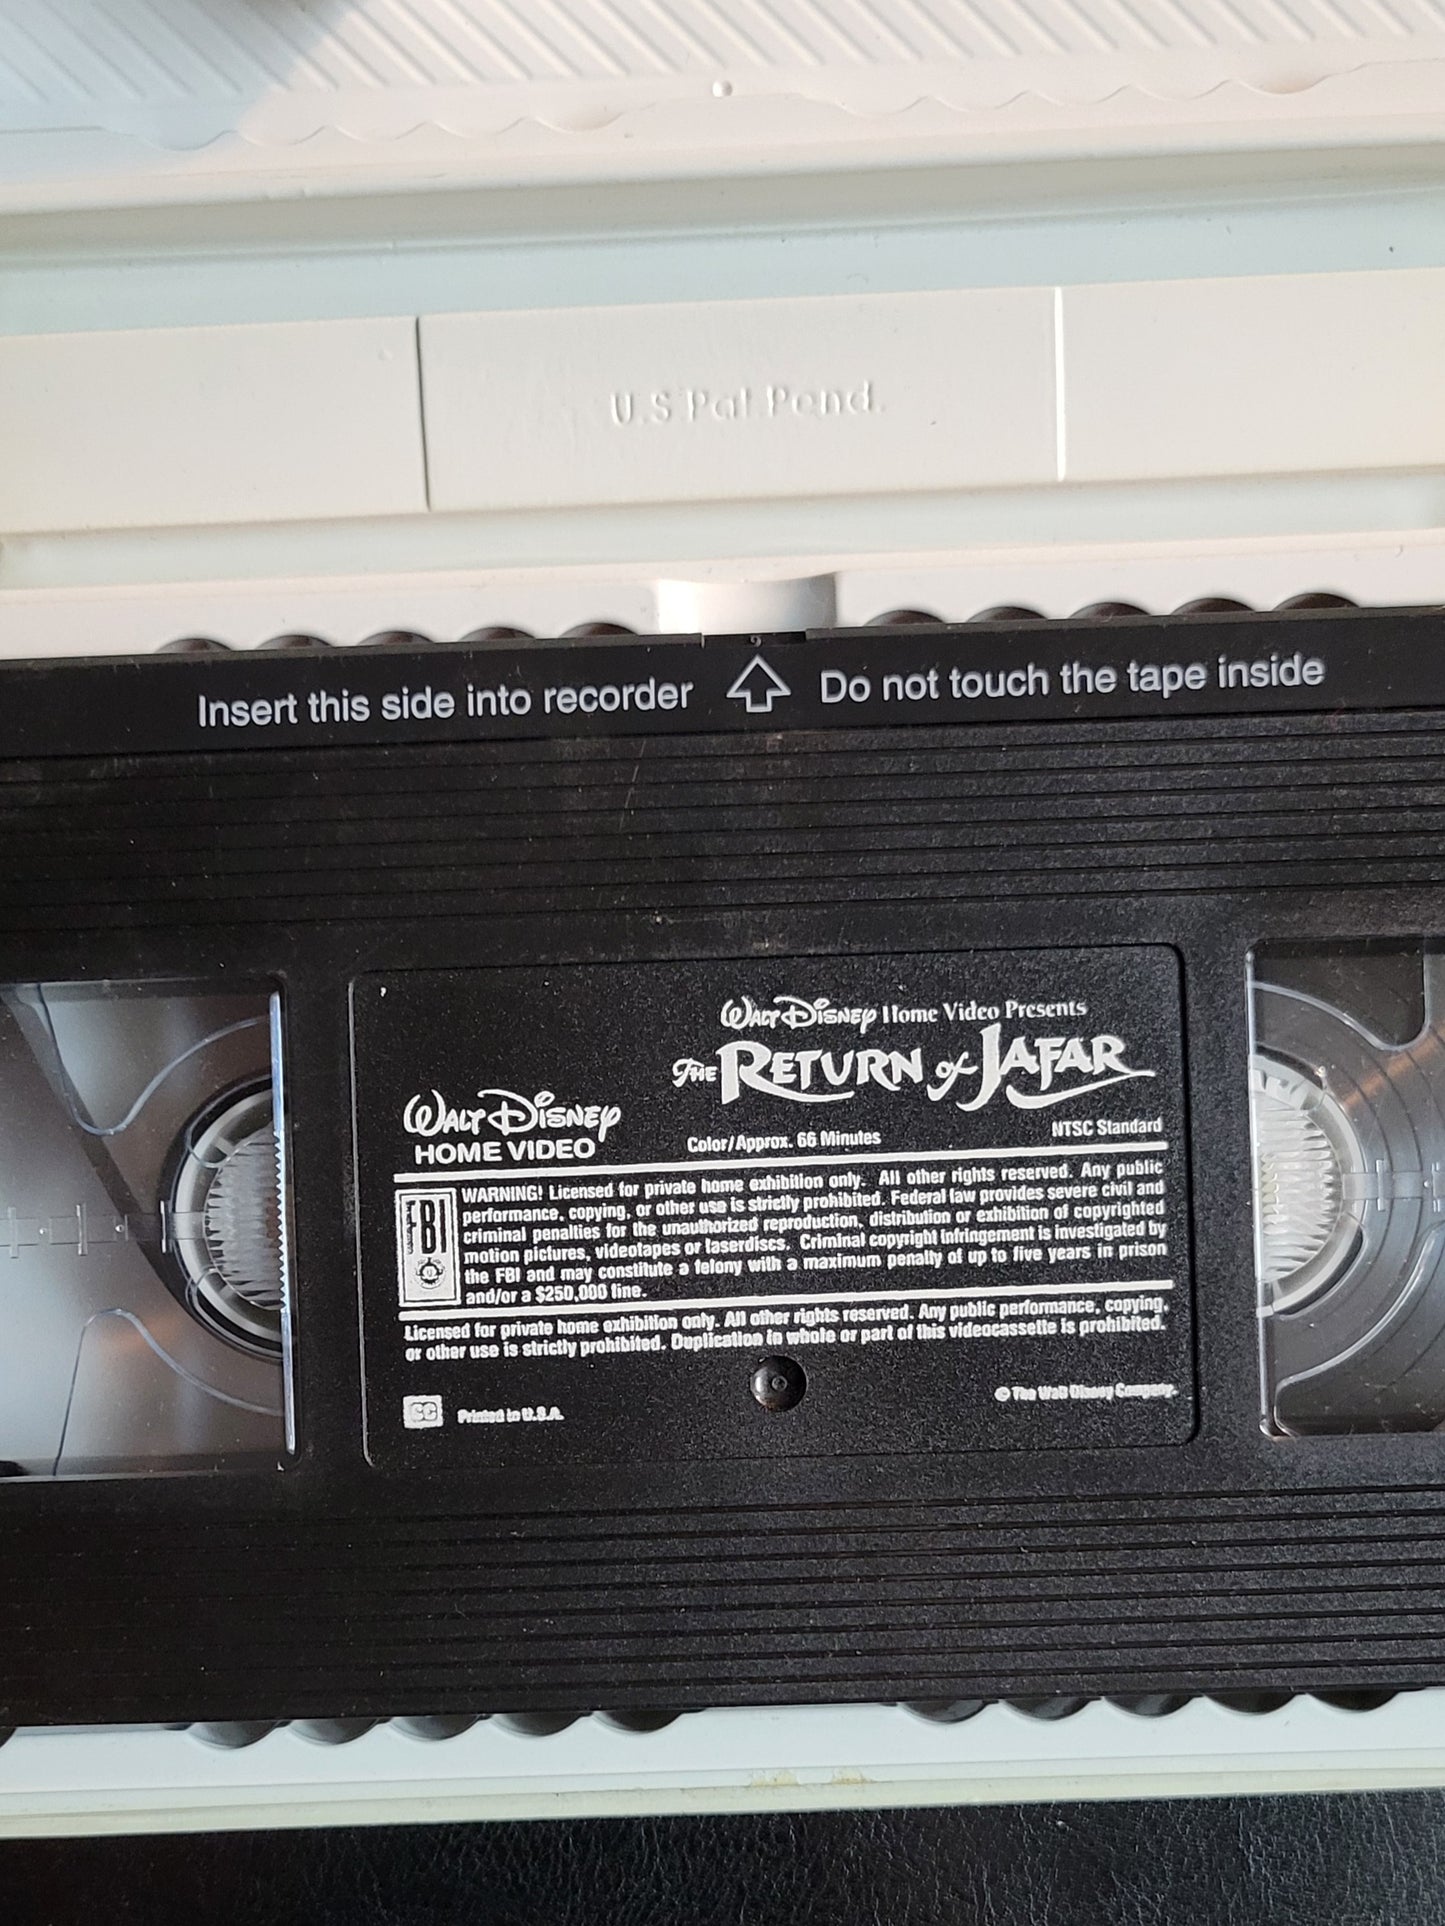 U.S Pat. Pend.
Insert this side into recorder
Do not touch the tape inside
Walt Disney Home Video Presents
The Return of Jafar
Walt Disney
HOME VIDEO
Color/Approx. 66 Minutes
NTSC Standard
FBI
WARNING! Licensed for private home exhibition only. All other rights reserved. Any public
performance, copying, or other use is strictly prohibited. Federal law provides severe civil and
criminal penalties for the unauthorized reproduction, distribution or exhibition of copyrighted
motion pictures, videotapes or laserdiscs. Criminal copyright infringement is investigated by
the FBI and may constitute a felony with a maximum penalty of up to five years in prison
and/or a $250,000 fine.
Licensed for private home exhibition only. All other rights reserved. Any public performance, copying,
or other use is strictly prohibited. Duplication in whole or part of this videocassette is prohibited.
CC
Printed in U.S.A.
© The Walt Disney Company.